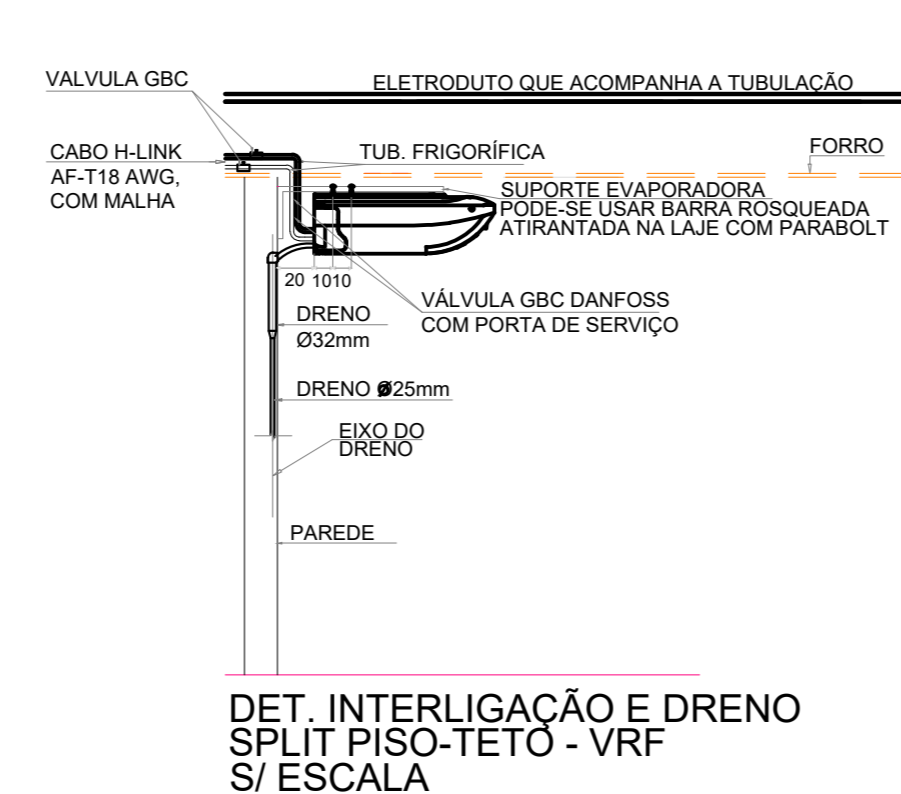 VALVULA GBC
ELETRODUTO QUE ACOMPANHA A TUBULAÇÃO
CABO H-LINK
AF-T18 AWG,
COM MALHA
TUB. FRIGORÍFICA
FORRO
SUPORTE EVAPORADORA
PODE-SE USAR BARRA ROSQUEADA
ATIRANTADA NA LAJE COM PARABOLT
20 1010
VÁLVULA GBC DANFOSS
COM PORTA DE SERVIÇO
DRENO
Ø32mm
DRENO Ø25mm
EIXO DO
DRENO
PAREDE
DET. INTERLIGAÇÃO E DRENO
SPLIT PISO-TETO - VRF
S/ ESCALA